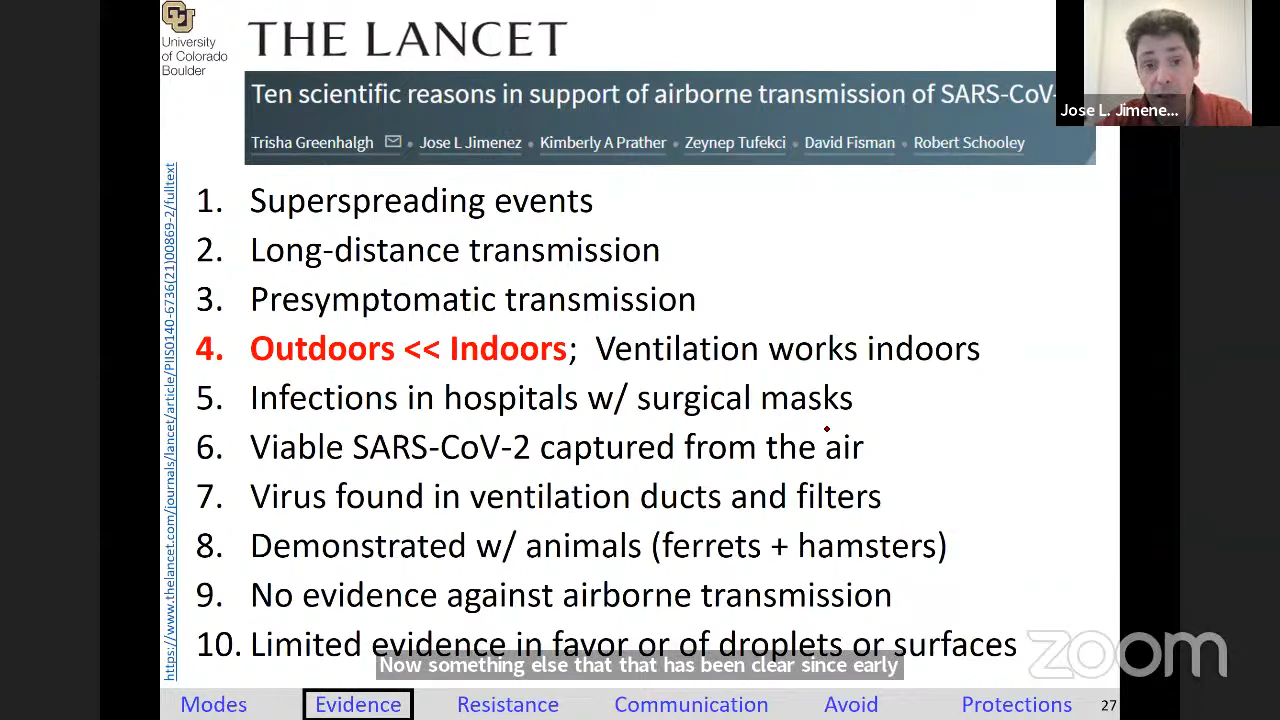 University
of Colorado
Boulder
THE LANCET
Ten scientific reasons in support of airborne transmission of SARS-CoV-
Trisha Greenhalgh • Jose L Jimenez • Kimberly A Prather • Zeynep Tufekci • David Fisman • Robert Schooley
Jose L. Jimene...
https://www.thelancet.com/journals/lancet/article/PIIS0140-6736(21)00869-2/fulltext
1. Superspreading events
2. Long-distance transmission
3. Presymptomatic transmission
4. Outdoors << Indoors; Ventilation works indoors
5. Infections in hospitals w/ surgical masks
6. Viable SARS-CoV-2 captured from the air
7. Virus found in ventilation ducts and filters
8. Demonstrated w/ animals (ferrets + hamsters)
9. No evidence against airborne transmission
10. Limited evidence in favor or of droplets or surfaces
Now something else that that has been clear since early
zoom
Modes Evidence Resistance Communication Avoid Protections 27